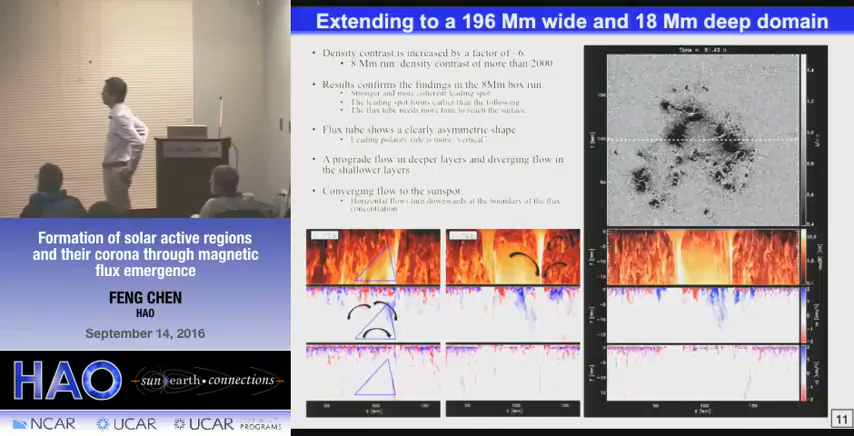 Extending to a 196 Mm wide and 18 Mm deep domain
• Density contrast is increased by a factor of ~6
• 8 Mm run: density contrast of more than 2000
• Results confirms the findings in the 8Mm box run
• Stronger and more coherent leading spot
• The leading spot forms earlier than the following
• The flux tube needs more time to reach the surface.
• Flux tube shows a clearly asymmetric shape.
• Leading polarity side is more "vertical"
• A prograde flow in deeper layers and diverging flow in
the shallower layers
• Converging flow to the sunspot.
• Horizontal flows turn downwards at the boundary of the flux
concentration
11
Formation of solar active regions
and their corona through magnetic
flux emergence
FENG CHEN
HAO
September 14, 2016
HAO
sun • earth • connections
NCAR
UCAR
UCAR
PROGRAMS